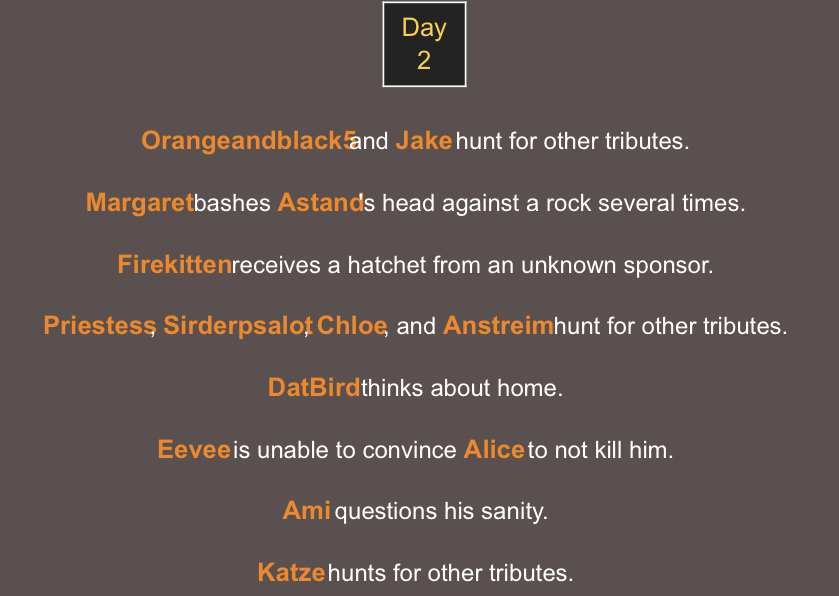 Day
2
Orangeandblack5 and Jake hunt for other tributes.
Margaret bashes Astand's head against a rock several times.
Firekitten receives a hatchet from an unknown sponsor.
Priestess, Sirderpsalot, Chloe, and Anstreim hunt for other tributes.
DatBird thinks about home.
Eevee is unable to convince Alice to not kill him.
Ami questions his sanity.
Katze hunts for other tributes.